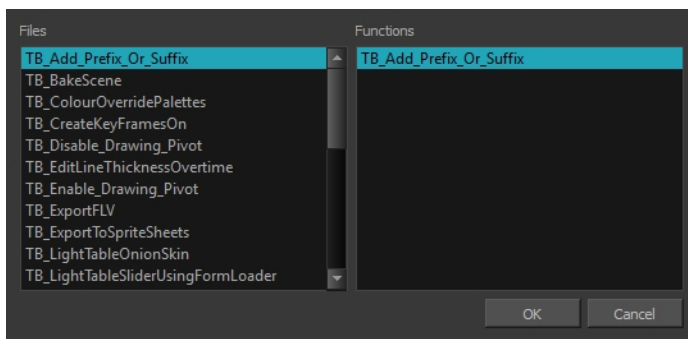 Files
TB_Add_Prefix_Or_Suffix
TB_BakeScene
TB_ColourOverridePalettes
TB_CreateKeyFramesOn
TB_Disable_Drawing_Pivot
TB_EditLineThicknessOvertime
TB_Enable_Drawing_Pivot
TB_ExportFLV
TB_ExportToSpriteSheets
TB_LightTableOnionSkin
TB_LightTableSliderUsingFormLoader
Functions
TB_Add_Prefix_Or_Suffix
OK
Cancel